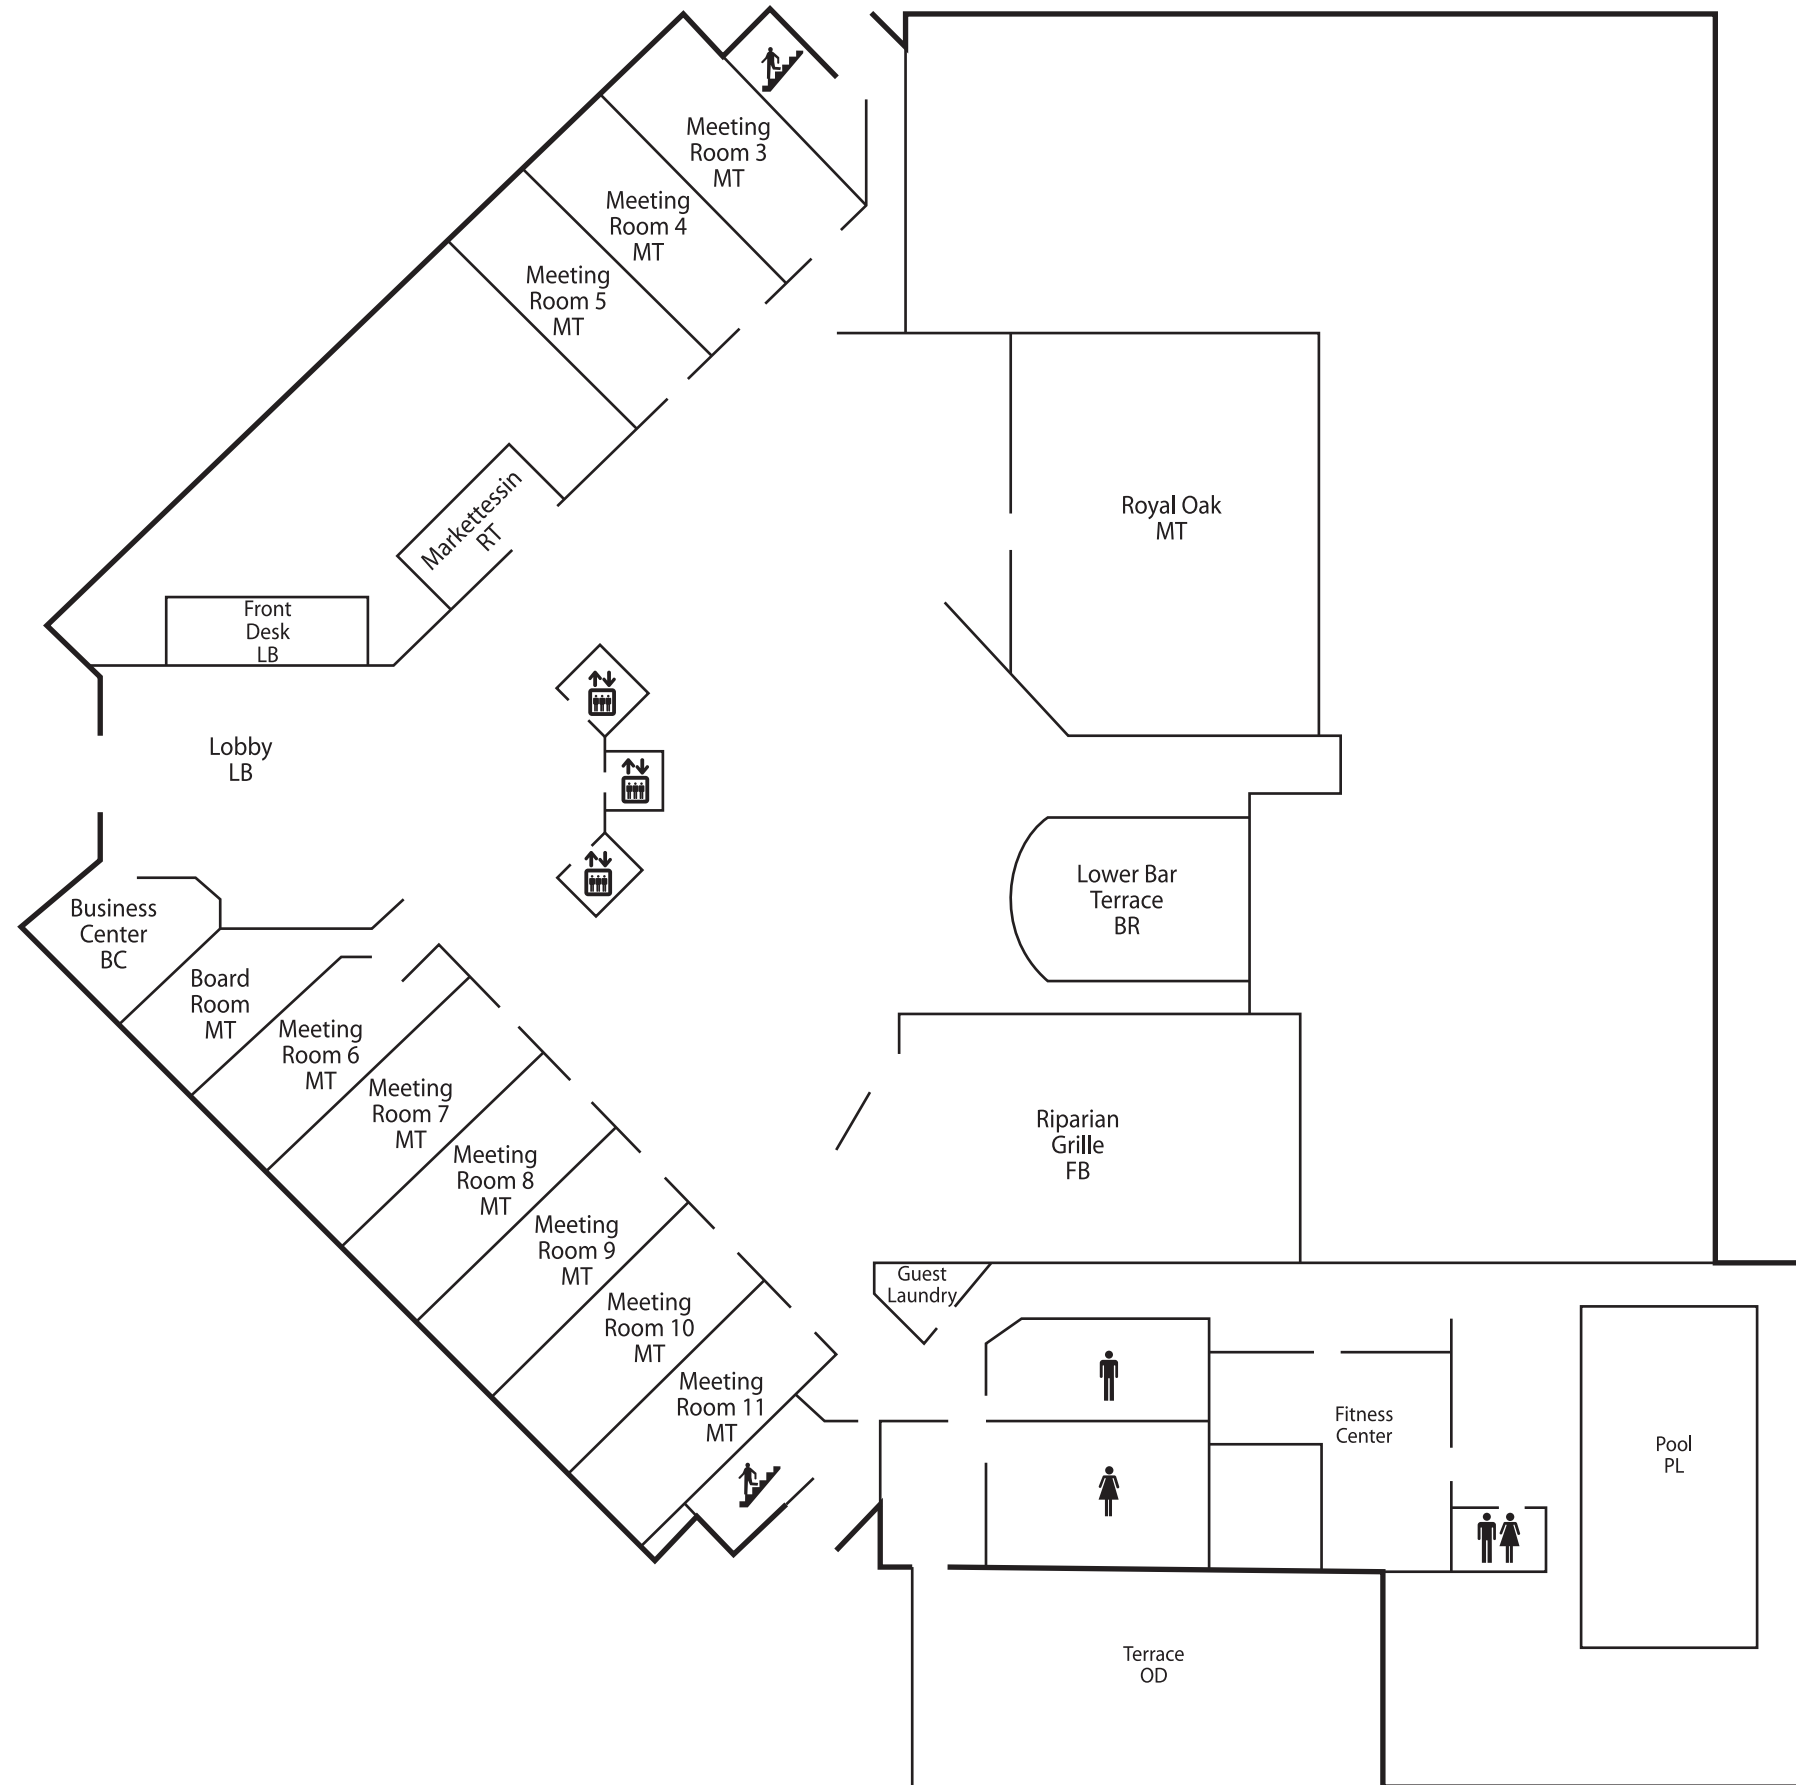 Meeting
Room 3
MT
Meeting
Room 4
MT
Meeting
Room 5
MT
Markettessin
RT
Royal Oak
MT
Front
Desk
LB
Lobby
LB
Lower Bar
Terrace
BR
Business
Center
BC
Board
Room
MT
Meeting
Room 6
MT
Meeting
Room 7
MT
Meeting
Room 8
MT
Meeting
Room 9
MT
Meeting
Room 10
MT
Meeting
Room 11
MT
Riparian
Grille
FB
Guest
Laundry
Fitness
Center
Pool
PL
Terrace
OD